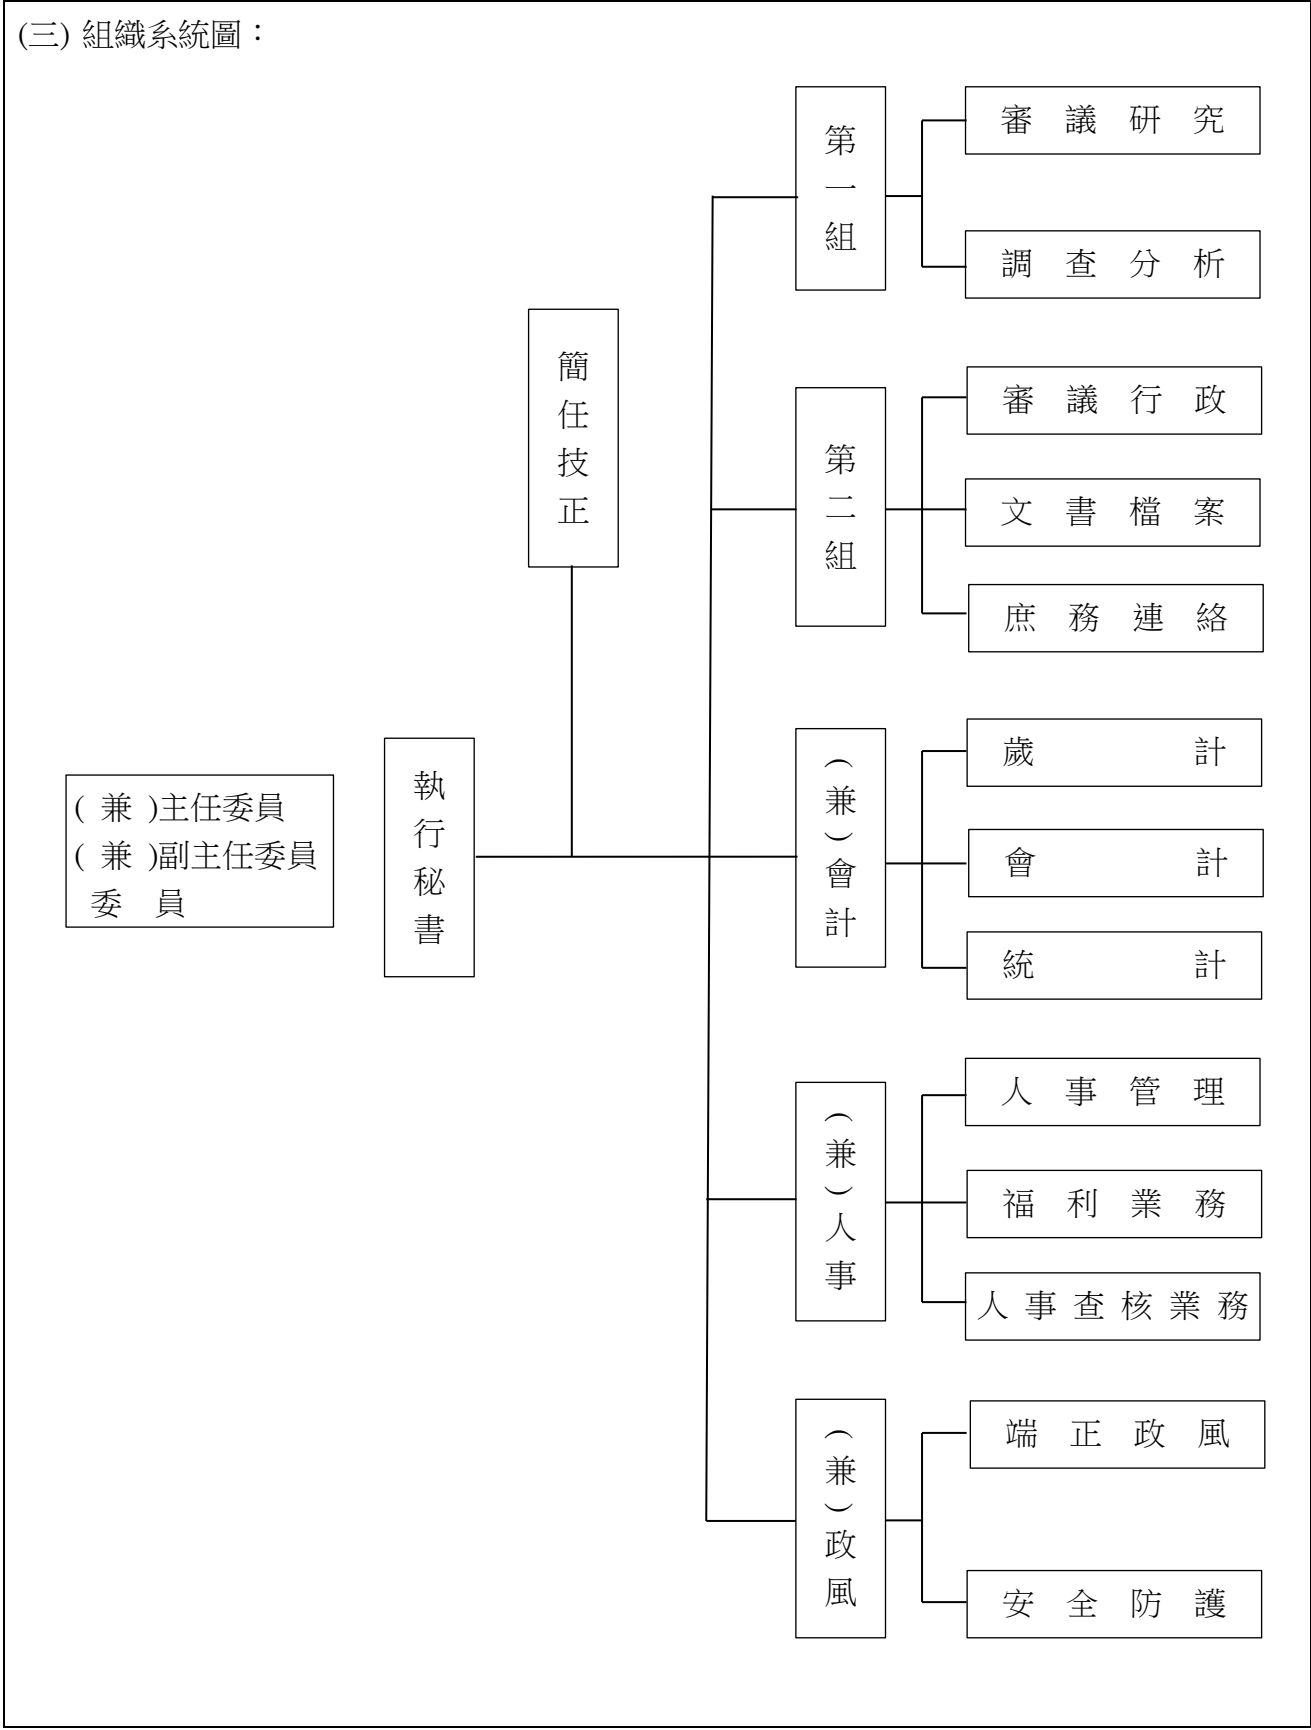 (三) 組織系統圖：
(兼)主任委員
(兼)副主任委員
委 員
執行秘書
簡任技正
第一組
審議研究
調查分析
第二組
審議行政
文書檔案
庶務連絡
（兼）會計
歲計
會計
統計
（兼）人事
人事管理
福利業務
人事查核業務
（兼）政風
端正政風
安全防護